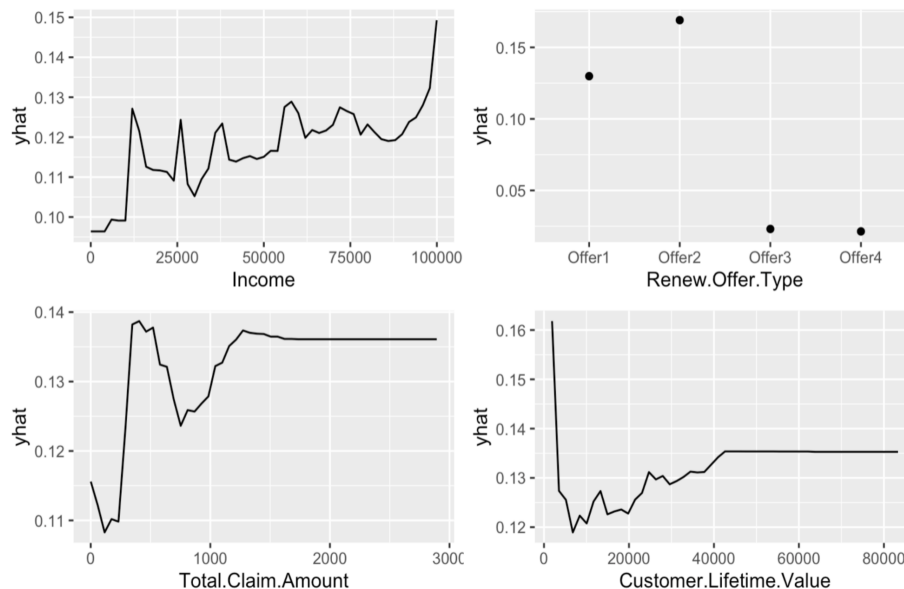 0.15
0.14
0.13
0.12
0.11
0.10
yhat
0 25000 50000 75000 100000
Income
0.15
0.10
0.05
yhat
Offer1 Offer2 Offer3 Offer4
Renew.Offer.Type
0.14
0.13
0.12
0.11
yhat
0 1000 2000 3000
Total.Claim.Amount
0.16
0.15
0.14
0.13
0.12
yhat
0 20000 40000 60000 80000
Customer.Lifetime.Value